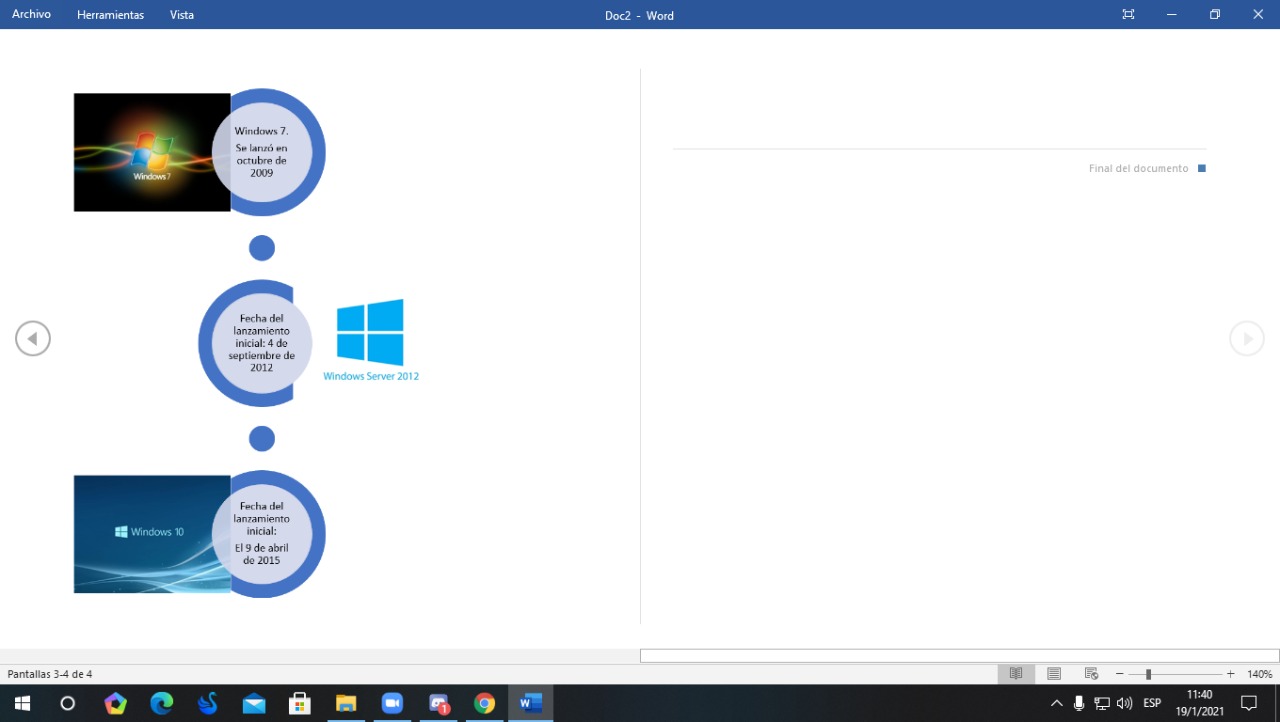 Archivo Herramientas Vista Doc2 - Word
Windows 7
Windows 7.
Se lanzó en
octubre de
2009
Final del documento
Fecha del
lanzamiento
inicial: 4 de
septiembre de
2012
Windows Server 2012
Windows 10
Fecha del
lanzamiento
inicial:
El 9 de abril
de 2015
Pantallas 3-4 de 4 140%
ESP
11:40
19/1/2021